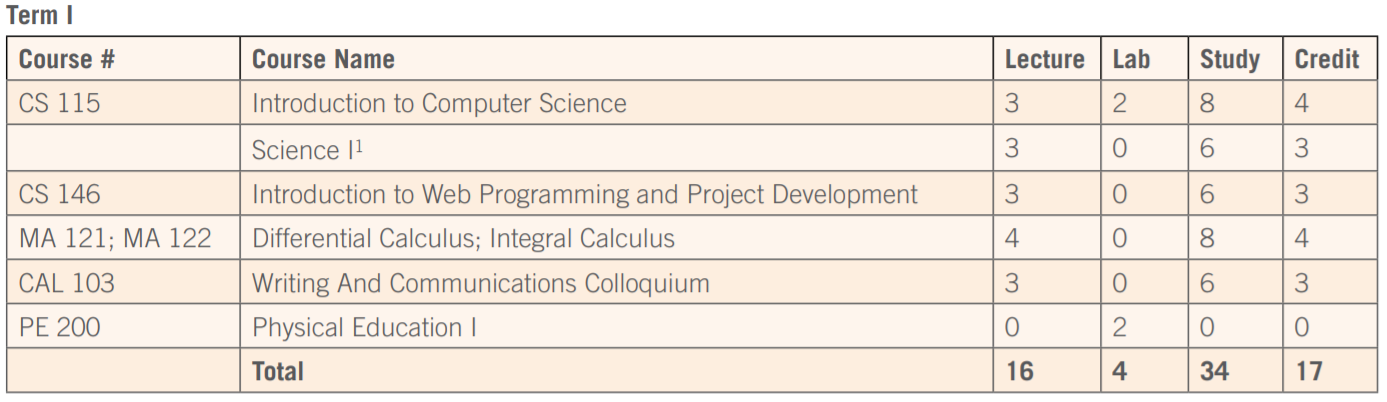 Term I
Course # Course Name Lecture Lab Study Credit
CS 115 Introduction to Computer Science 3 2 8 4
Science I¹ 3 0 6 3
CS 146 Introduction to Web Programming and Project Development 3 0 6 3
MA 121; MA 122 Differential Calculus; Integral Calculus 4 0 8 4
CAL 103 Writing And Communications Colloquium 3 0 6 3
PE 200 Physical Education I 0 2 0 0
Total 16 4 34 17